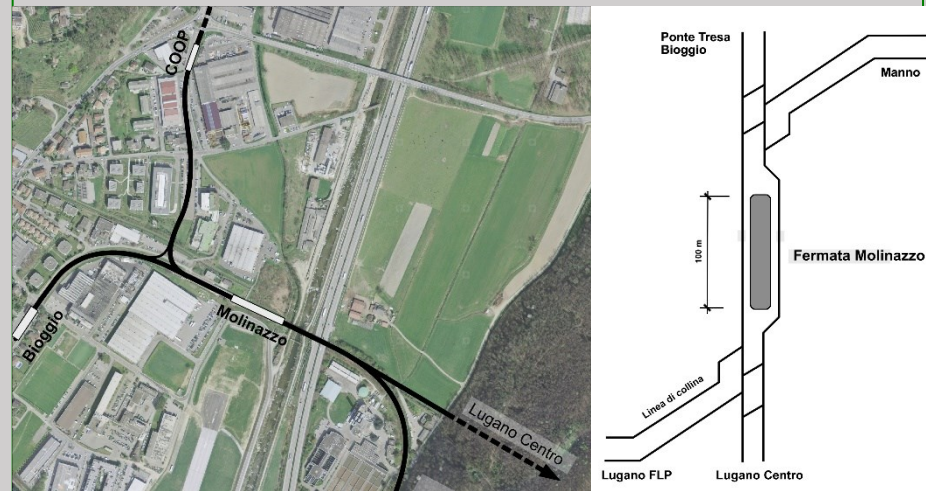 COOP
Bioggio
Molinazzo
Lugano Centro
Ponte Tresa
Bioggio
Manno
100 m
Fermata Molinazzo
Linea di collina
Lugano FLP
Lugano Centro